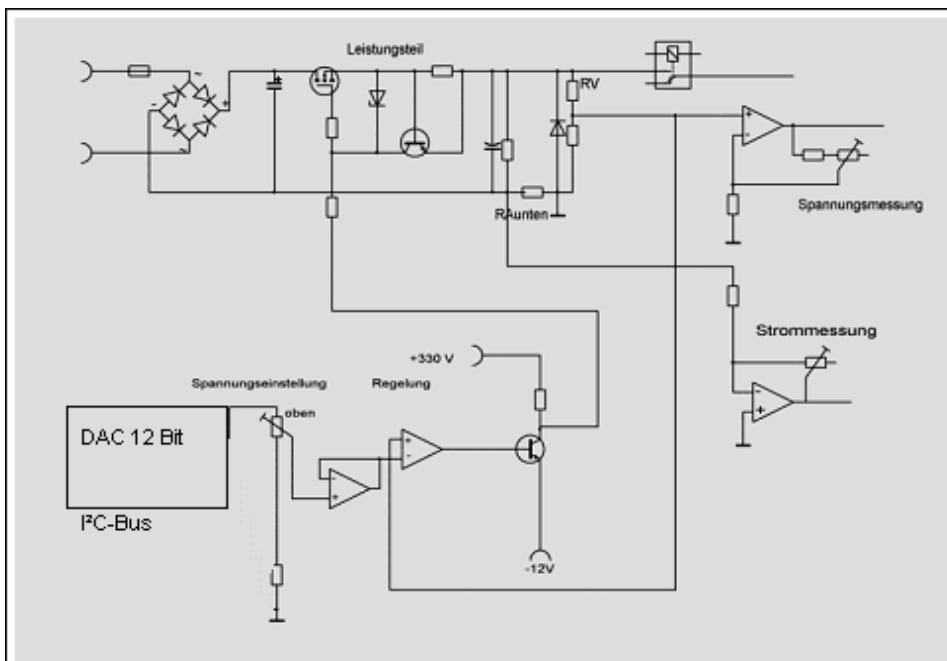 Leistungsteil
~
-
+
+
~
RV
RAunten
+
-
Spannungsmessung
Strommessung
-
+
+330 V
Spannungseinstellung
Regelung
oben
DAC 12 Bit
+
-
-
+
I²C-Bus
-12V